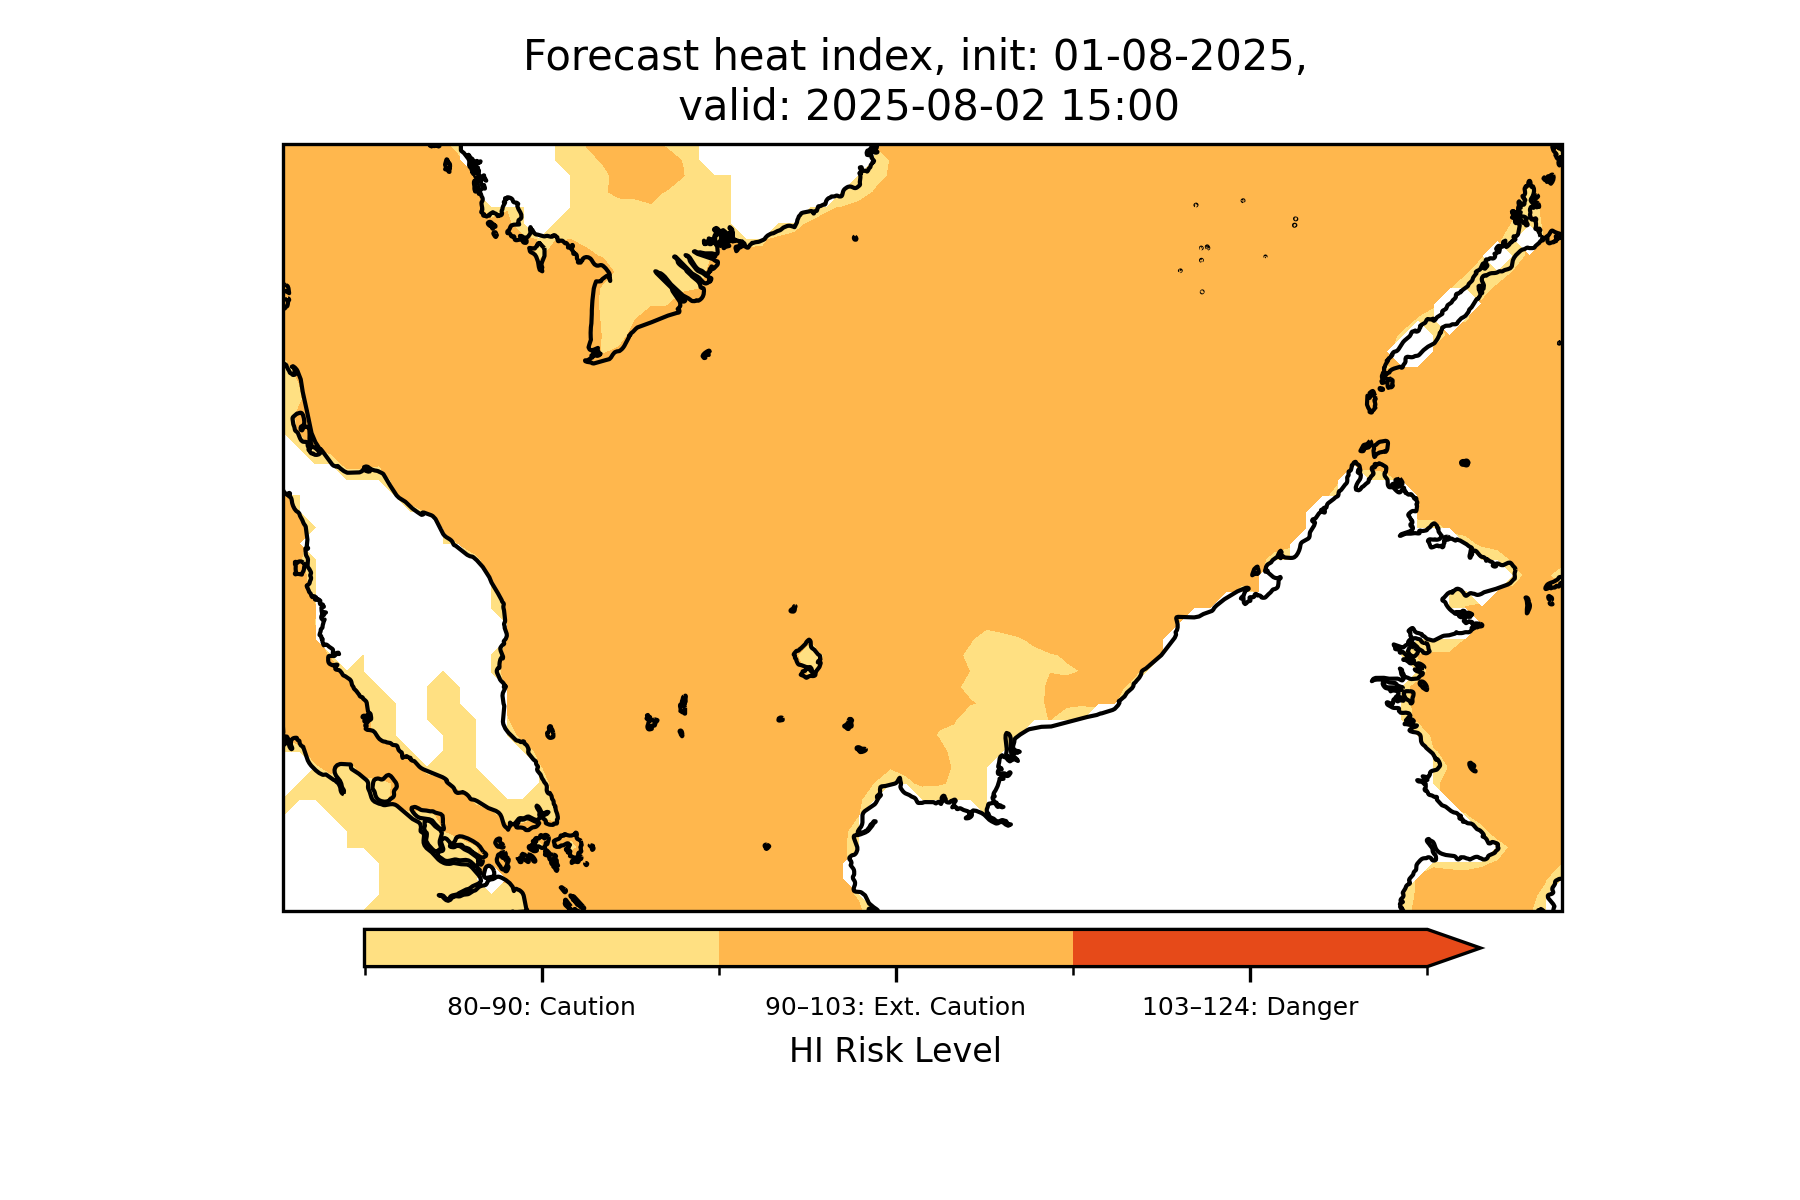 Forecast heat index, init: 01-08-2025,
valid: 2025-08-02 15:00
80–90: Caution
90–103: Ext. Caution
103–124: Danger
HI Risk Level